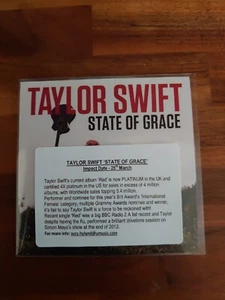 TAYLOR SWIFT
STATE OF GRACE
TAYLOR SWIFT 'STATE OF GRACE'
Impact Date - 25th March
Taylor Swift's current album 'Red' is now PLATINUM in the UK and
certified 4X platinum in the US for sales in excess of 4 million
albums, with Worldwide sales topping 5.4 million.
Performer and nominee for this year's Brit Award's 'International
Female' category, multiple Grammy Awards nominee and winner,
it's fair to say Taylor Swift is a force to be reckoned with!
Recent single 'Red' was a big BBC Radio 2 A list record and Taylor
despite having the flu, performed a brilliant live session on
Simon Mayo's show at the end of 2012.
For further info: